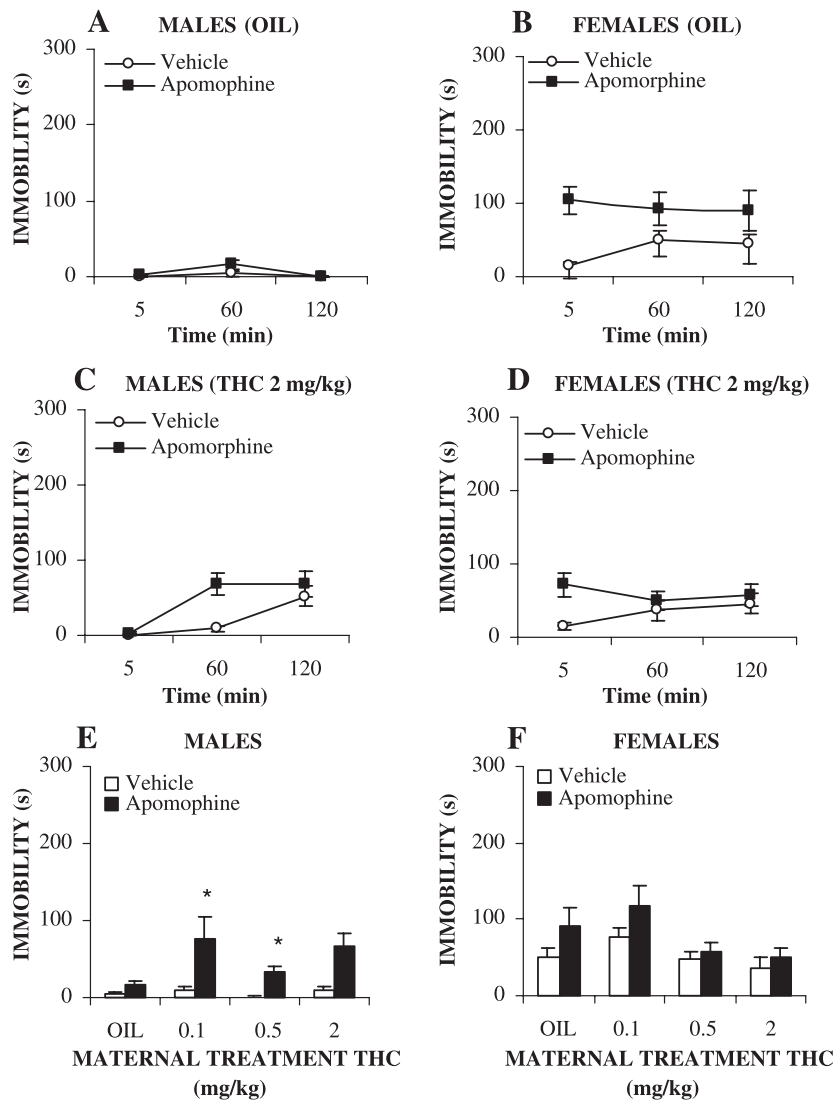 A MALES (OIL)
Vehicle
Apomophine
IMMOBILITY (s)
300
200
100
0
5 60 120
Time (min)
B FEMALES (OIL)
Vehicle
Apomorphine
IMMOBILITY (s)
300
200
100
0
5 60 120
Time (min)
C MALES (THC 2 mg/kg)
Vehicle
Apomorphine
IMMOBILITY (s)
300
200
100
0
5 60 120
Time (min)
D FEMALES (THC 2 mg/kg)
Vehicle
Apomophine
IMMOBILITY (s)
300
200
100
0
5 60 120
Time (min)
E MALES
Vehicle
Apomophine
IMMOBILITY (s)
300
200
100
0
* *
OIL 0.1 0.5 2
MATERNAL TREATMENT THC
(mg/kg)
F FEMALES
Vehicle
Apomophine
IMMOBILITY (s)
300
200
100
0
OIL 0.1 0.5 2
MATERNAL TREATMENT THC
(mg/kg)